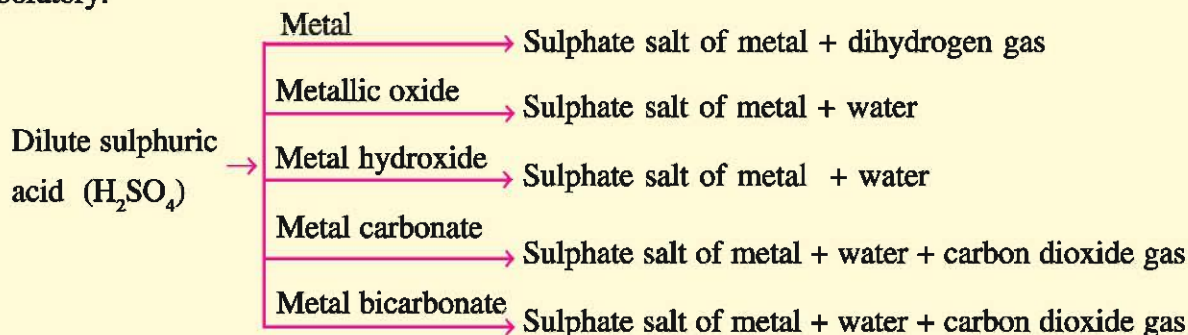 Metal
Sulphate salt of metal + dihydrogen gas
Metallic oxide
Sulphate salt of metal + water
Dilute sulphuric
acid (H₂SO₄)
Metal hydroxide
Sulphate salt of metal + water
Metal carbonate
Sulphate salt of metal + water + carbon dioxide gas
Metal bicarbonate
Sulphate salt of metal + water + carbon dioxide gas